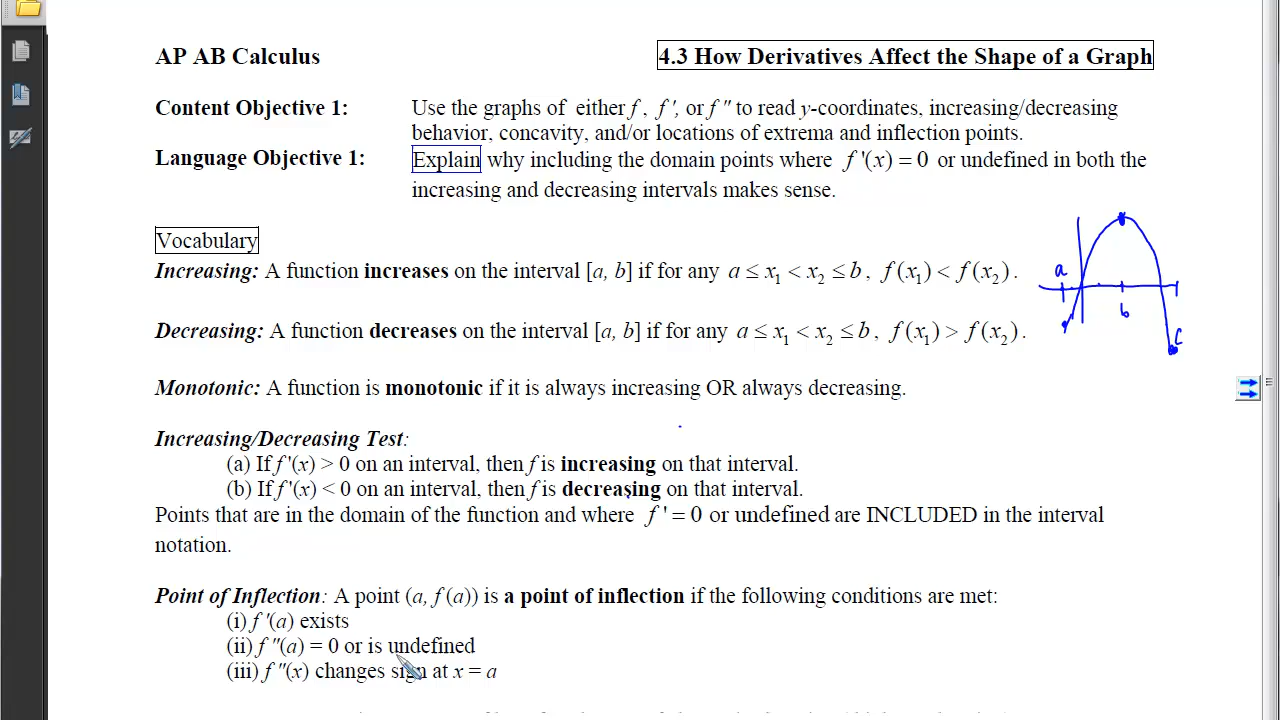 AP AB Calculus 4.3 How Derivatives Affect the Shape of a Graph
Content Objective 1: Use the graphs of either f , f ', or f " to read y-coordinates, increasing/decreasing
behavior, concavity, and/or locations of extrema and inflection points.
Language Objective 1: Explain why including the domain points where f '(x) = 0 or undefined in both the
increasing and decreasing intervals makes sense.
Vocabulary
Increasing: A function increases on the interval [a, b] if for any a ≤ x₁ < x₂ ≤ b, f(x₁) < f(x₂).
a
b
Decreasing: A function decreases on the interval [a, b] if for any a ≤ x₁ < x₂ ≤ b, f(x₁) > f(x₂).
Monotonic: A function is monotonic if it is always increasing OR always decreasing.
Increasing/Decreasing Test:
(a) If f '(x) > 0 on an interval, then f is increasing on that interval.
(b) If f '(x) < 0 on an interval, then f is decreasing on that interval.
Points that are in the domain of the function and where f ' = 0 or undefined are INCLUDED in the interval
notation.
Point of Inflection: A point (a, f (a)) is a point of inflection if the following conditions are met:
(i) f '(a) exists
(ii) f "(a) = 0 or is undefined
(iii) f "(x) changes sign at x = a